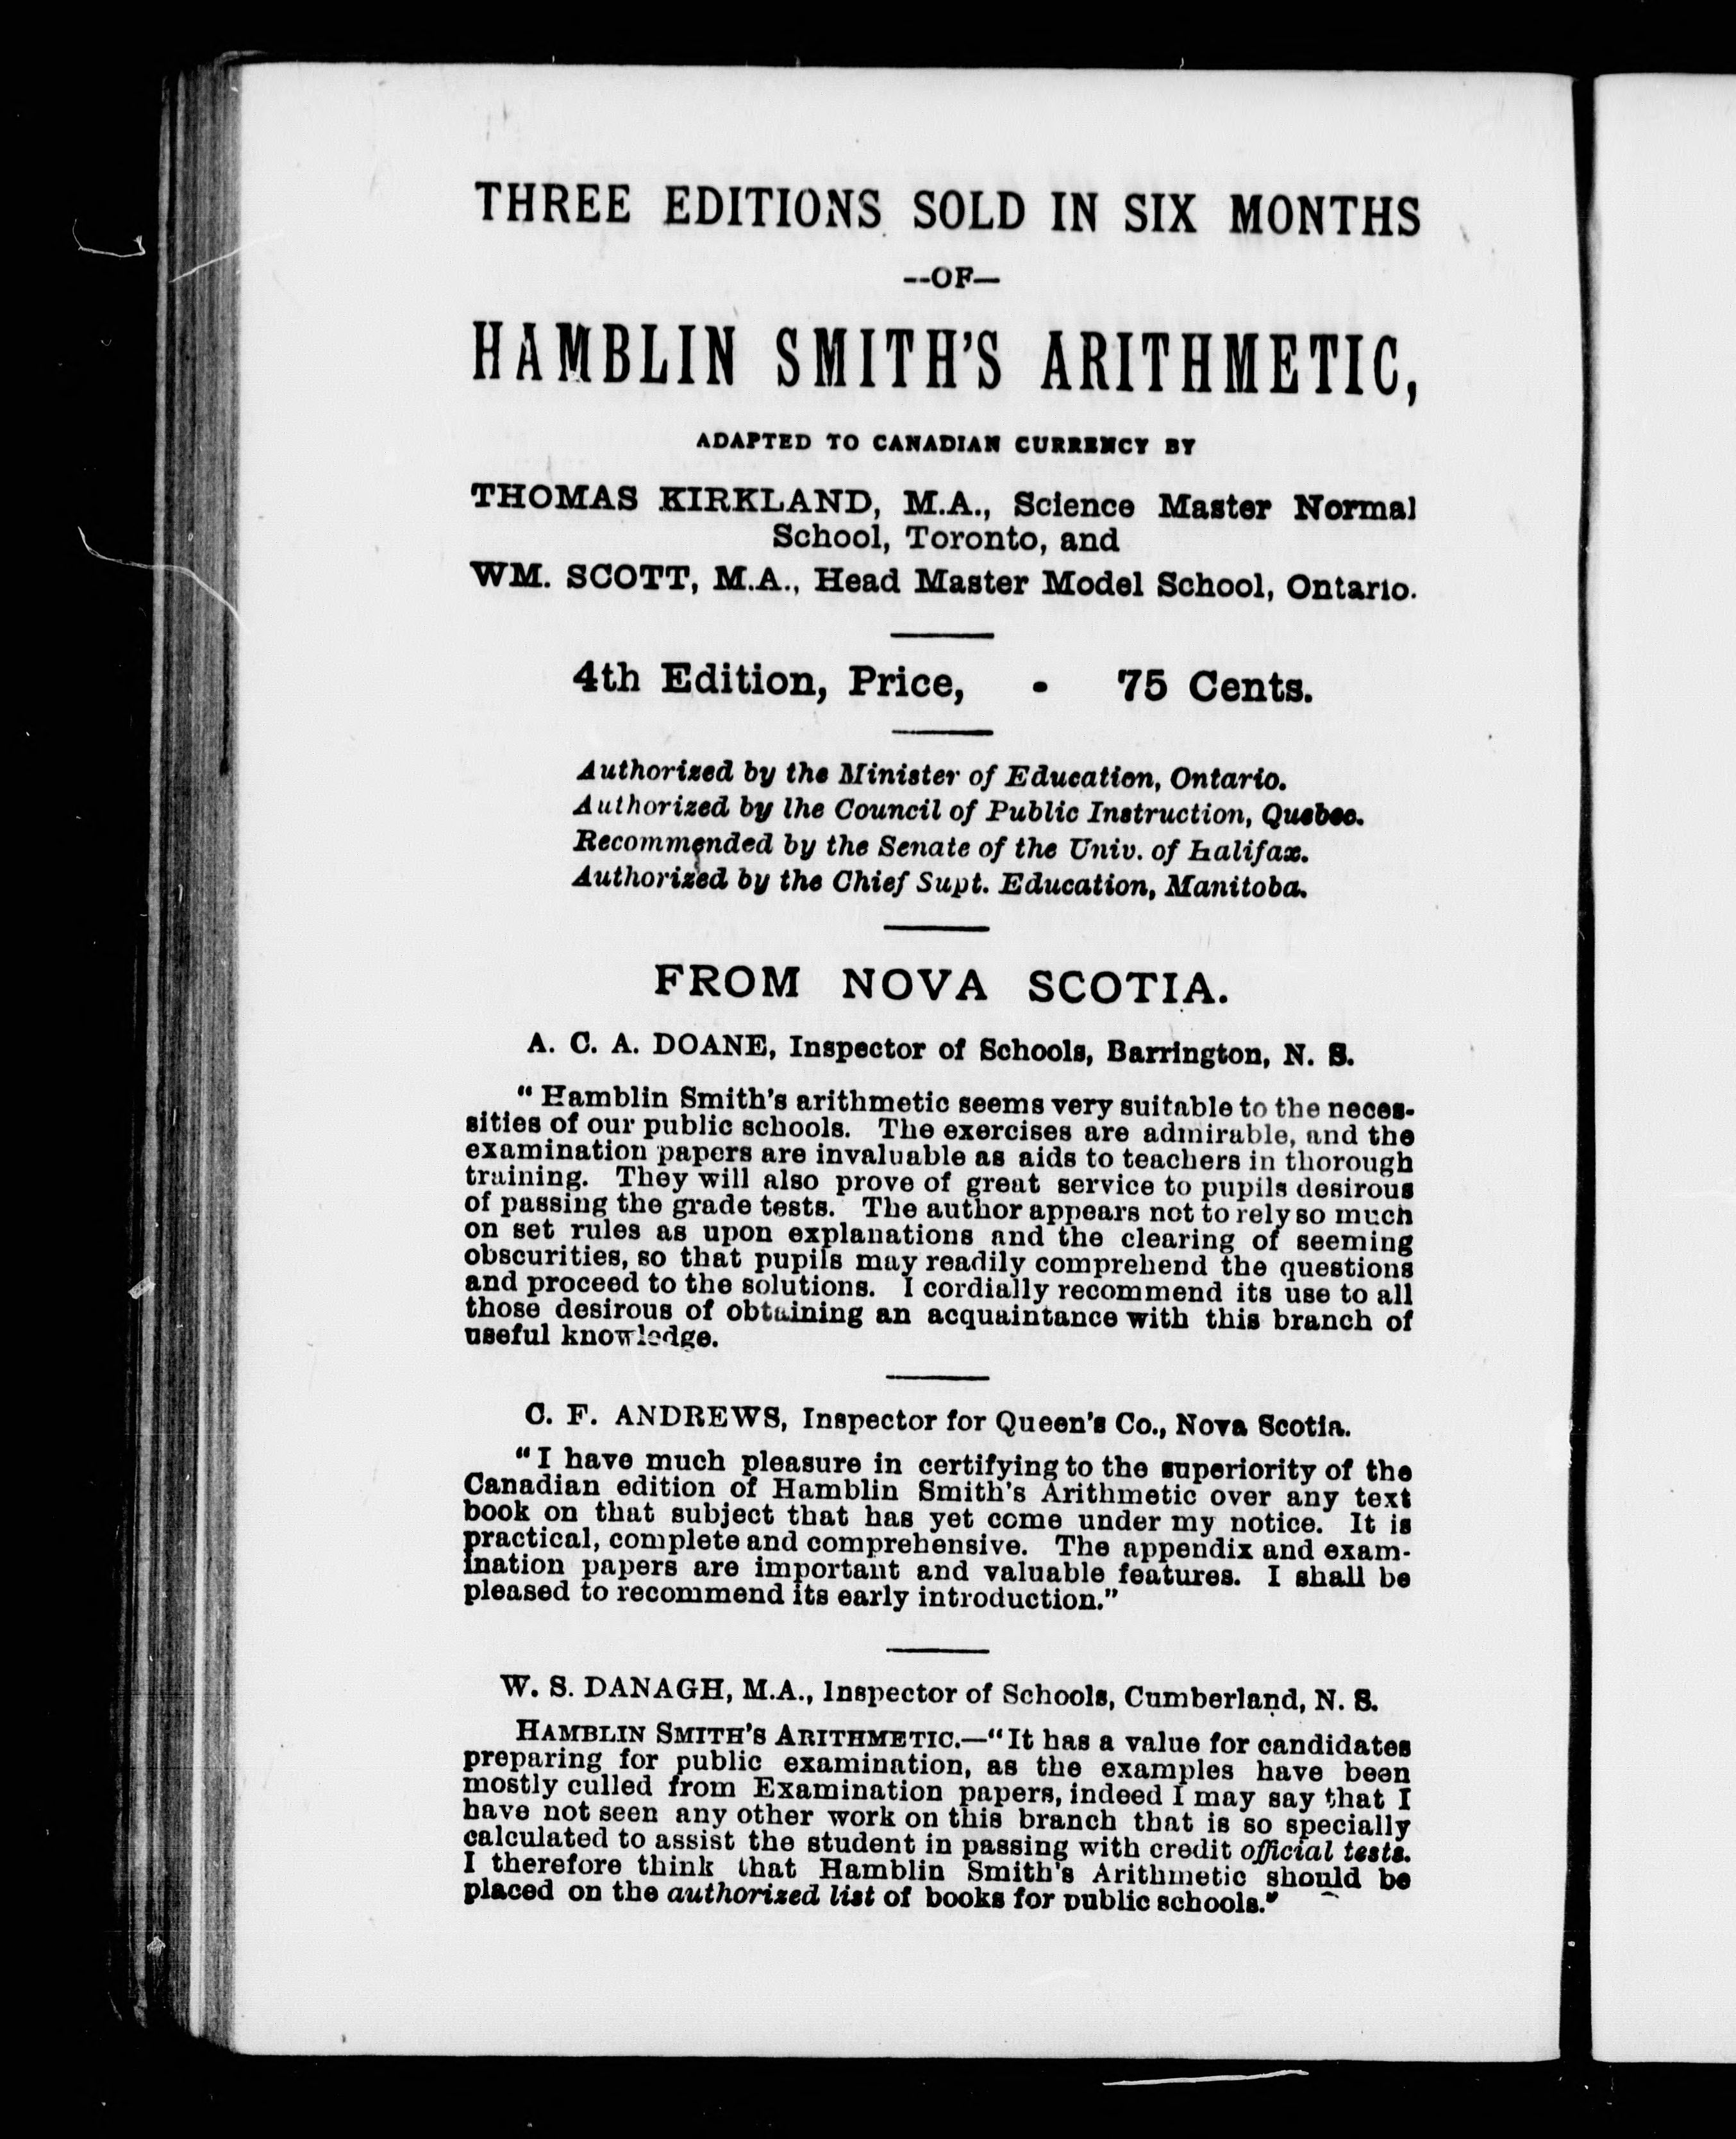 THREE EDITIONS SOLD IN SIX MONTHS
--OF—
HAMBLIN SMITH'S ARITHMETIC,
ADAPTED TO CANADIAN CURRENCY BY
THOMAS KIRKLAND, M.A., Science Master Normal
School, Toronto, and
WM. SCOTT, M.A., Head Master Model School, Ontario.
4th Edition, Price, - 75 Cents.
Authorized by the Minister of Education, Ontario.
Authorized by the Council of Public Instruction, Quebec.
Recommended by the Senate of the Univ. of Halifax.
Authorized by the Chief Supt. Education, Manitoba.
FROM NOVA SCOTIA.
A. C. A. DOANE, Inspector of Schools, Barrington, N. S.
"Hamblin Smith's arithmetic seems very suitable to the neces-
sities of our public schools. The exercises are admirable, and the
examination papers are invaluable as aids to teachers in thorough
training. They will also prove of great service to pupils desirous
of passing the grade tests. The author appears not to rely so much
on set rules as upon explanations and the clearing of seeming
obscurities, so that pupils may readily comprehend the questions
and proceed to the solutions. I cordially recommend its use to all
those desirous of obtaining an acquaintance with this branch of
useful knowledge.
C. F. ANDREWS, Inspector for Queen's Co., Nova Scotia.
"I have much pleasure in certifying to the superiority of the
Canadian edition of Hamblin Smith's Arithmetic over any text
book on that subject that has yet come under my notice. It is
practical, complete and comprehensive. The appendix and exam-
ination papers are important and valuable features. I shall be
pleased to recommend its early introduction."
W. S. DANAGH, M.A., Inspector of Schools, Cumberland, N. S.
HAMBLIN SMITH'S ARITHMETIC.—"It has a value for candidates
preparing for public examination, as the examples have been
mostly culled from Examination papers, indeed I may say that I
have not seen any other work on this branch that is so specially
calculated to assist the student in passing with credit official tests.
I therefore think that Hamblin Smith's Arithmetic should be
placed on the authorized list of books for public schools."